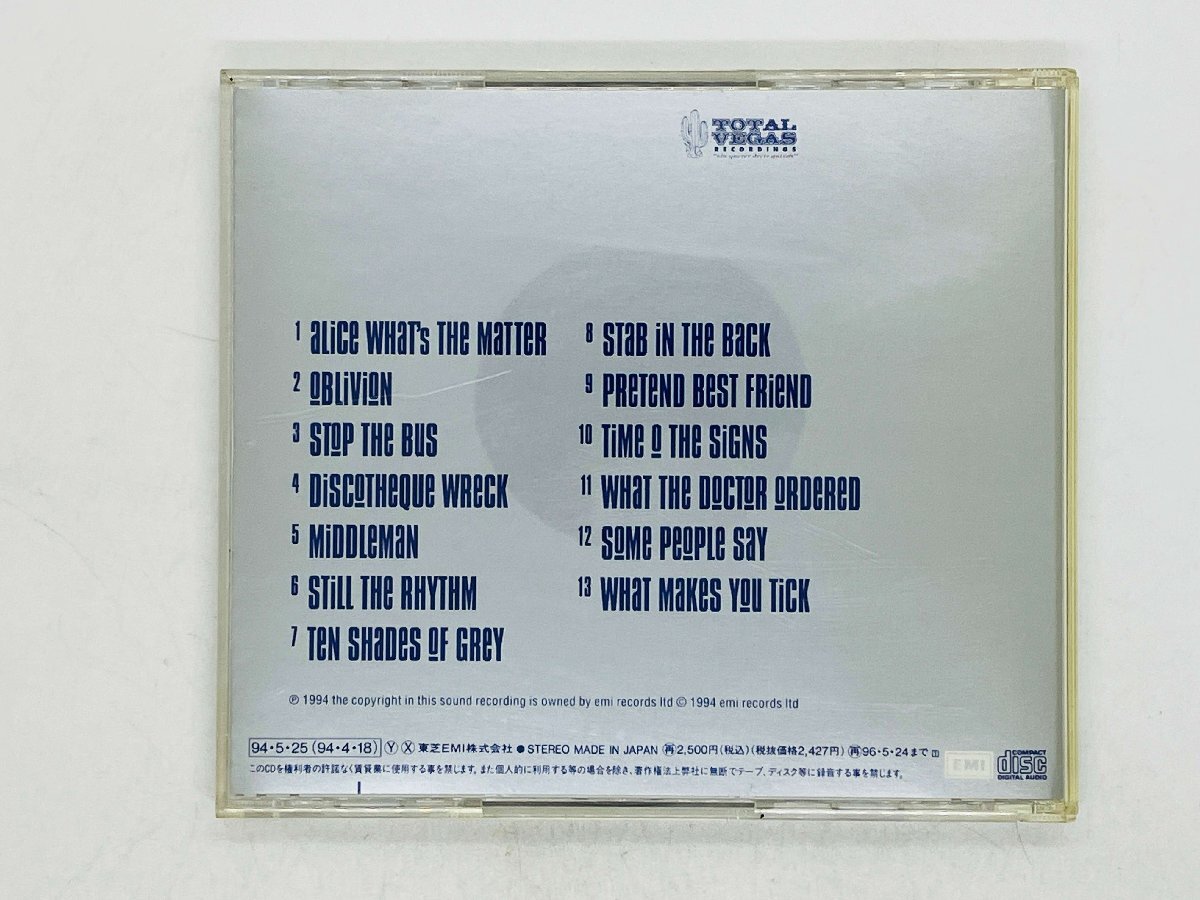 TOTAL
VEGAS
RECORDINGS
1 ALiCE WHAT'S THE MATTER
2 OBLiViON
3 STOP THE BUS
4 DiSCOTHEQUE WRECK
5 MiDDLEMAN
6 STiLL THE RHYTHM
7 TEN SHADES OF GREY
8 STAB iN THE BACK
9 PRETEND BEST FRiEND
10 TiME O THE SiGNS
11 WHAT THE DOCTOR ORDERED
12 SOME PEOPLE SAY
13 WHAT MAKES YOU TiCK
℗ 1994 the copyright in this sound recording is owned by emi records ltd © 1994 emi records ltd
94・5・25 (94・4・18) Ⓨ Ⓧ 東芝EMI株式会社 ● STEREO MADE IN JAPAN ㊢2,500円(税込)(税抜価格2,427円) ㊢96・5・24まで
このCDを権利者の許諾なく賃貸業に使用する事を禁じます。また個人的に利用する等の場合を除き、著作権法上弊社に無断でテープ、ディスク等に録音する事を禁じます。
EMI
COMPACT
disc
DIGITAL AUDIO